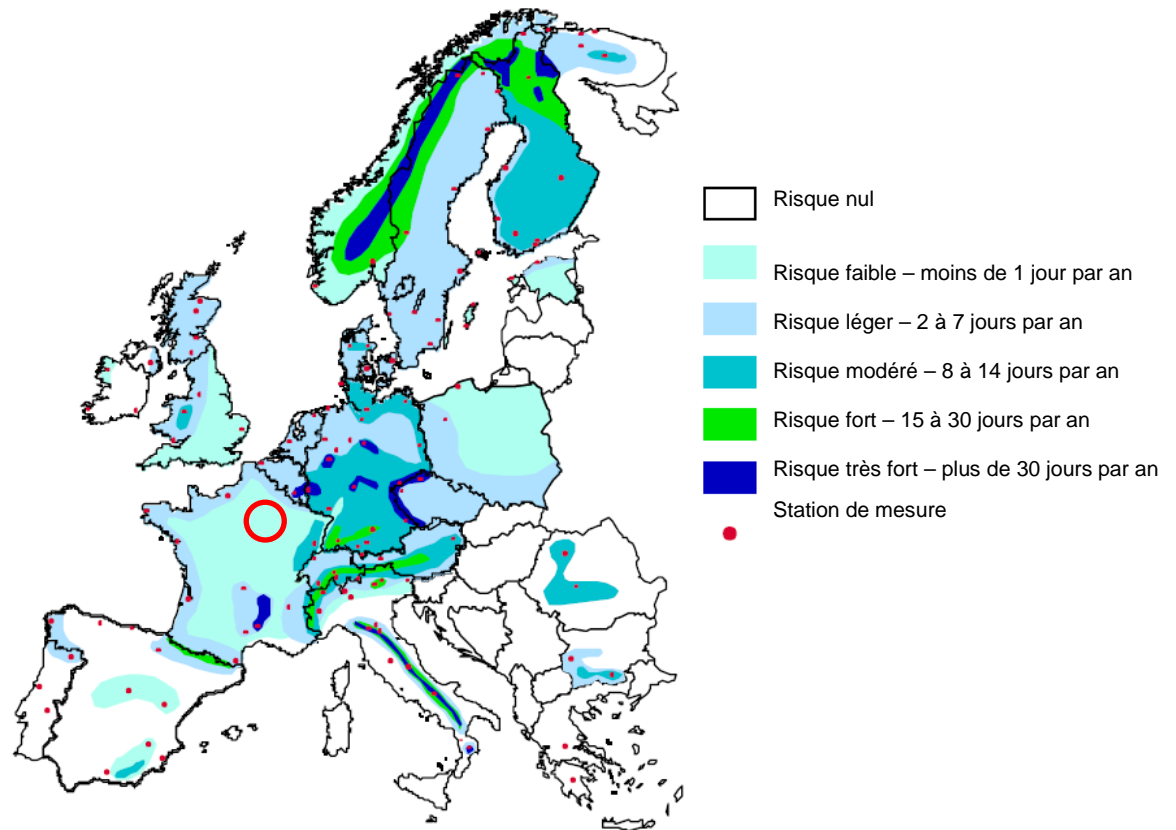 Risque nul
Risque faible – moins de 1 jour par an
Risque léger – 2 à 7 jours par an
Risque modéré – 8 à 14 jours par an
Risque fort – 15 à 30 jours par an
Risque très fort – plus de 30 jours par an
Station de mesure